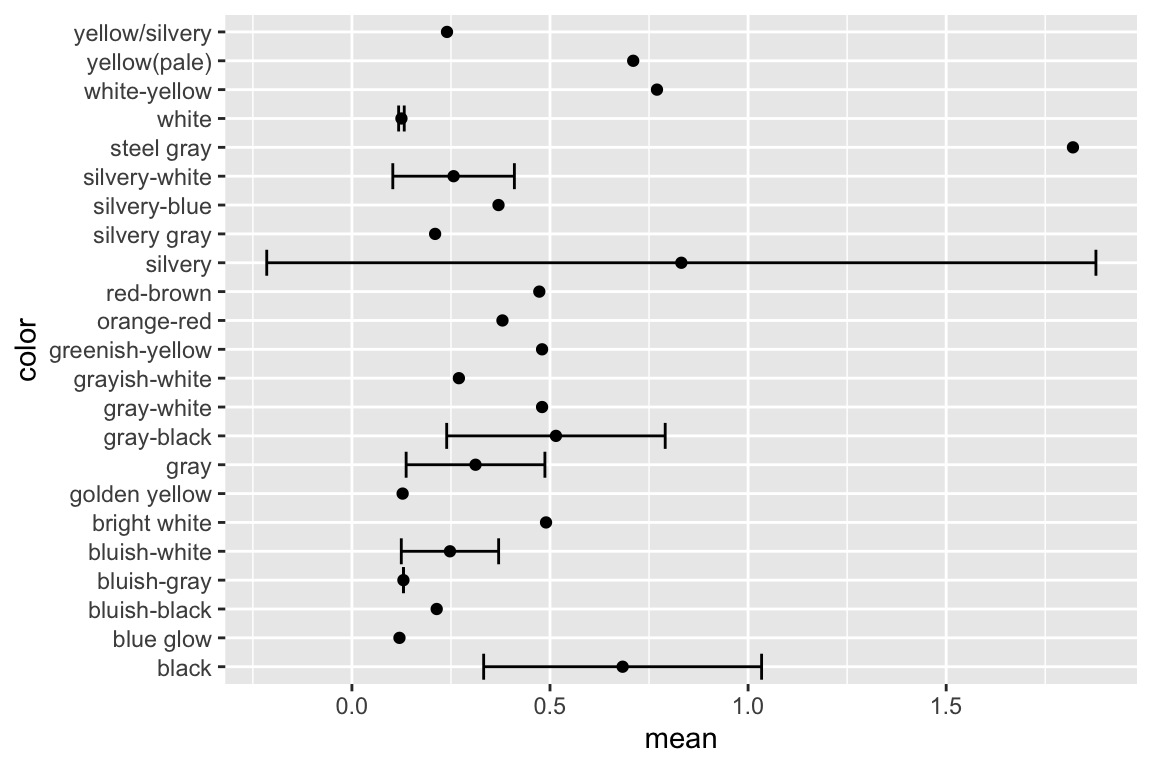 yellow/silvery
yellow(pale)
white-yellow
white
steel gray
silvery-white
silvery-blue
silvery gray
silvery
red-brown
orange-red
greenish-yellow
grayish-white
gray-white
gray-black
gray
golden yellow
bright white
bluish-white
bluish-gray
bluish-black
blue glow
black
color
0.0 0.5 1.0 1.5
mean